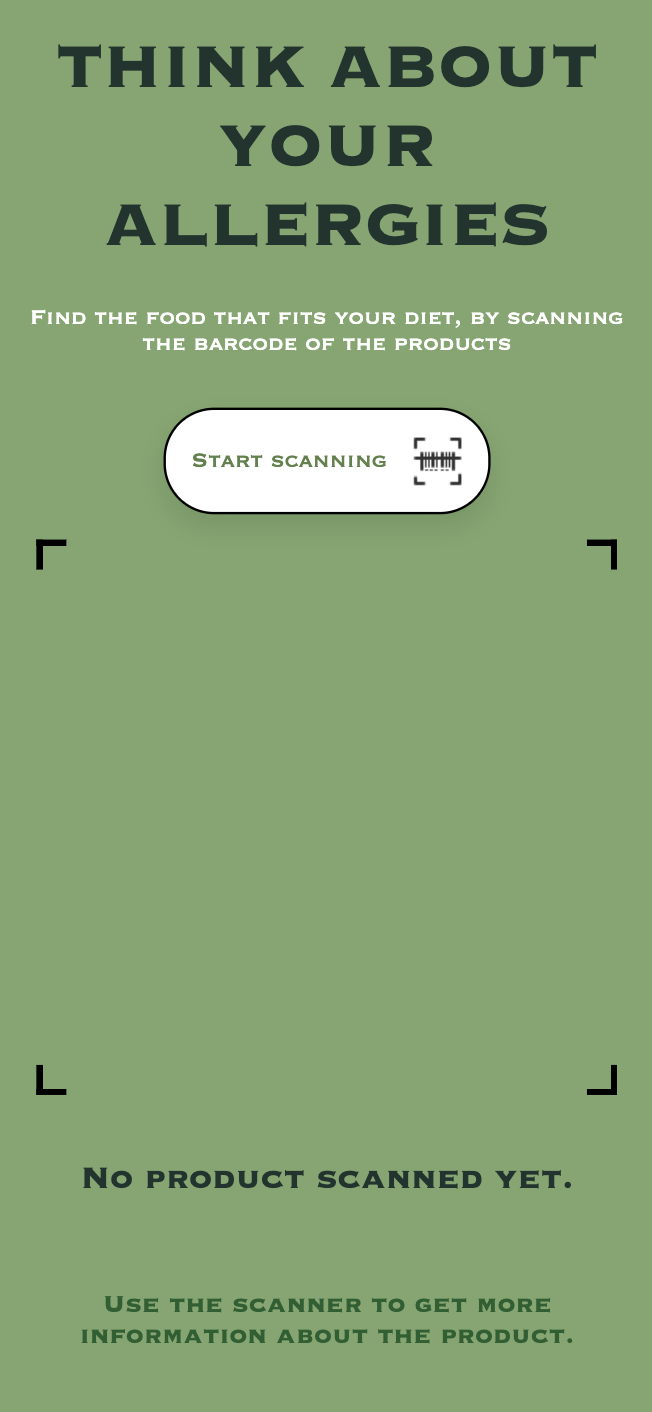 THINK ABOUT
YOUR
ALLERGIES
Find the food that fits your diet, by scanning
the barcode of the products
Start scanning
No product scanned yet.
Use the scanner to get more
information about the product.